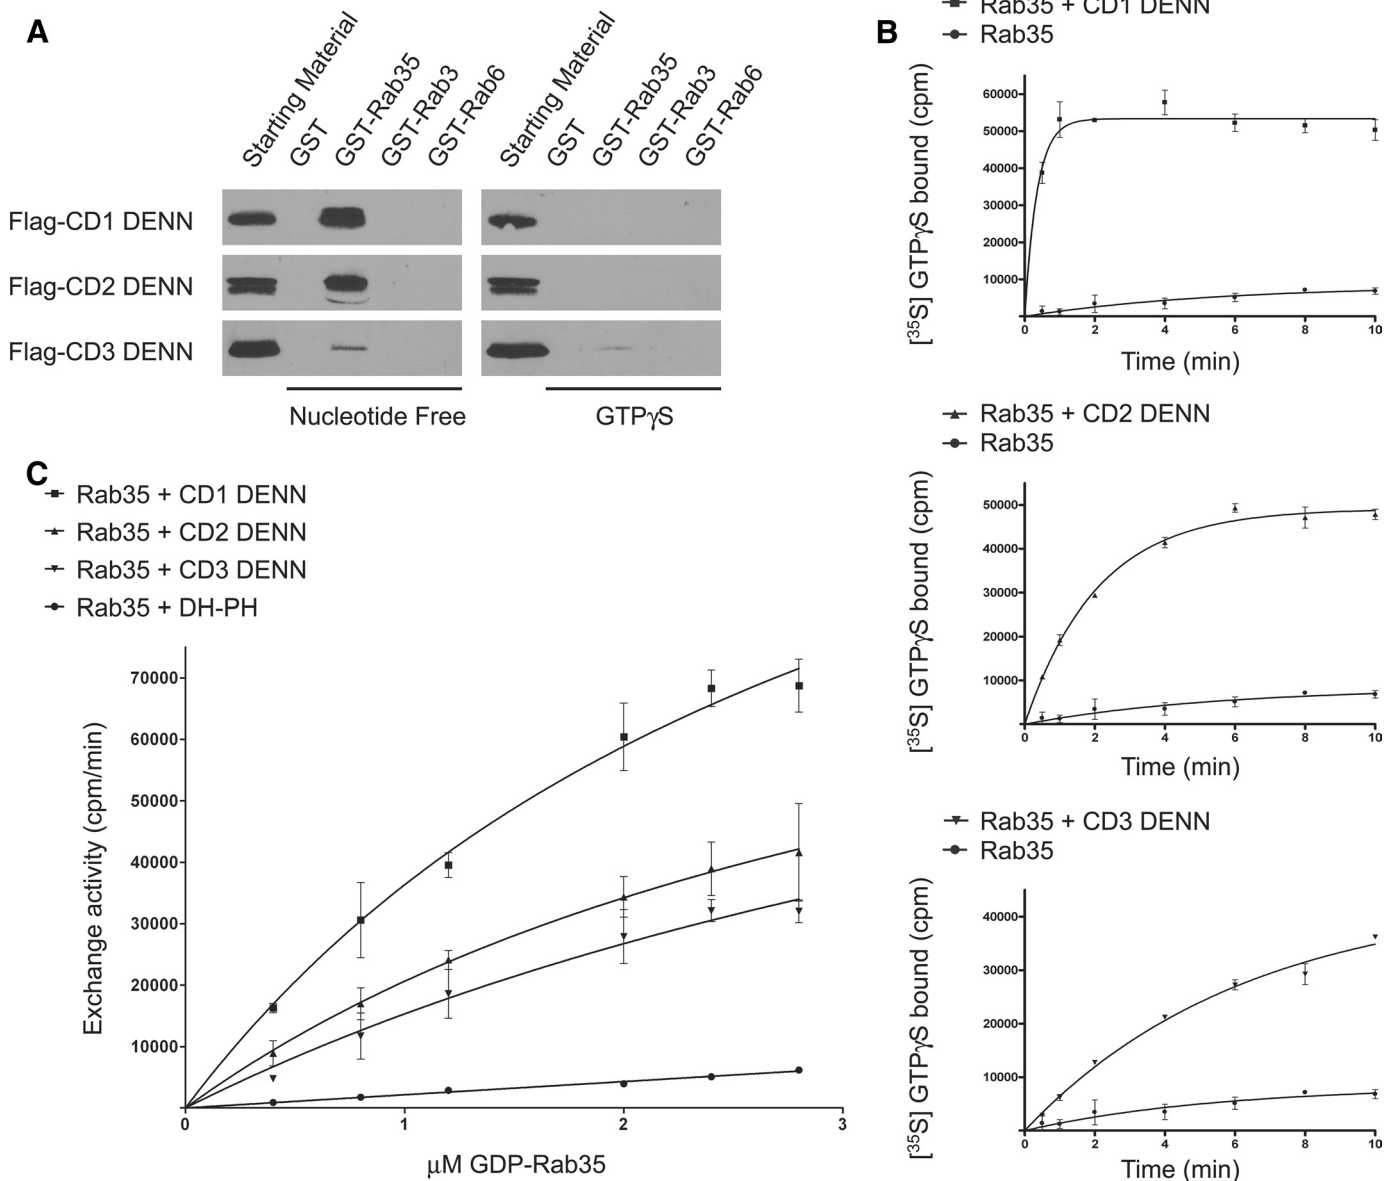 A
Starting Material
GST
GST-Rab35
GST-Rab3
GST-Rab6
Starting Material
GST
GST-Rab35
GST-Rab3
GST-Rab6
Flag-CD1 DENN
Flag-CD2 DENN
Flag-CD3 DENN
Nucleotide Free
GTPγS
B
Rab35 + CD1 DENN
Rab35
[³⁵S] GTPγS bound (cpm)
60000
50000
40000
30000
20000
10000
0 2 4 6 8 10
Time (min)
Rab35 + CD2 DENN
Rab35
[³⁵S] GTPγS bound (cpm)
50000
40000
30000
20000
10000
0 2 4 6 8 10
Time (min)
Rab35 + CD3 DENN
Rab35
[³⁵S] GTPγS bound (cpm)
40000
30000
20000
10000
0 2 4 6 8 10
Time (min)
C
Rab35 + CD1 DENN
Rab35 + CD2 DENN
Rab35 + CD3 DENN
Rab35 + DH-PH
Exchange activity (cpm/min)
70000
60000
50000
40000
30000
20000
10000
0 1 2 3
μM GDP-Rab35